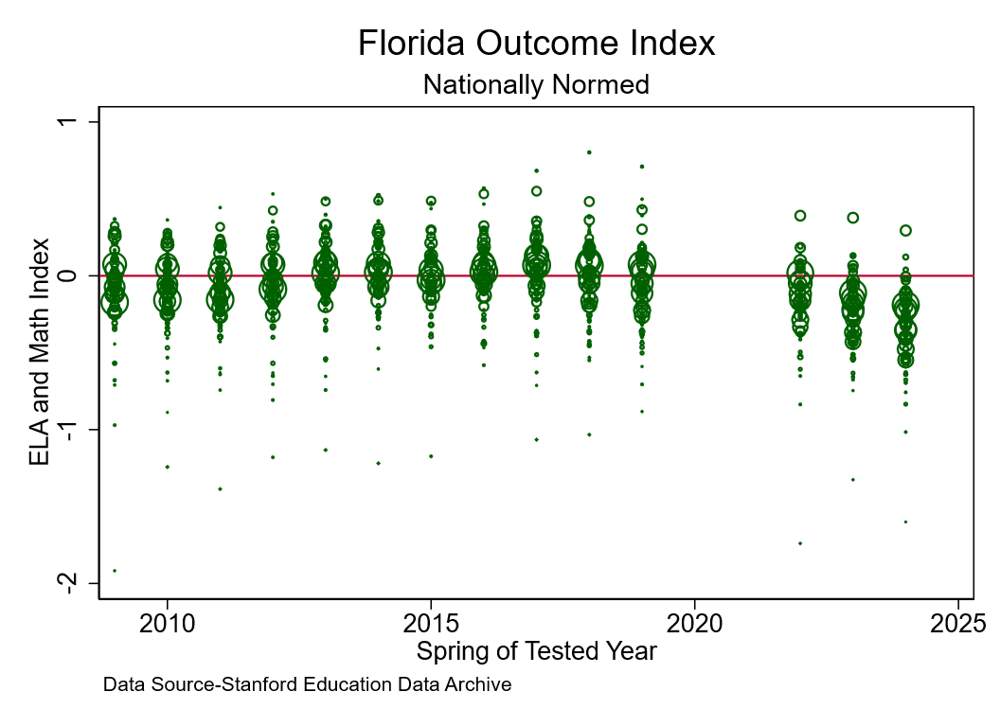 Florida Outcome Index
Nationally Normed
ELA and Math Index
1
0
-1
-2
2010 2015 2020 2025
Spring of Tested Year
Data Source-Stanford Education Data Archive